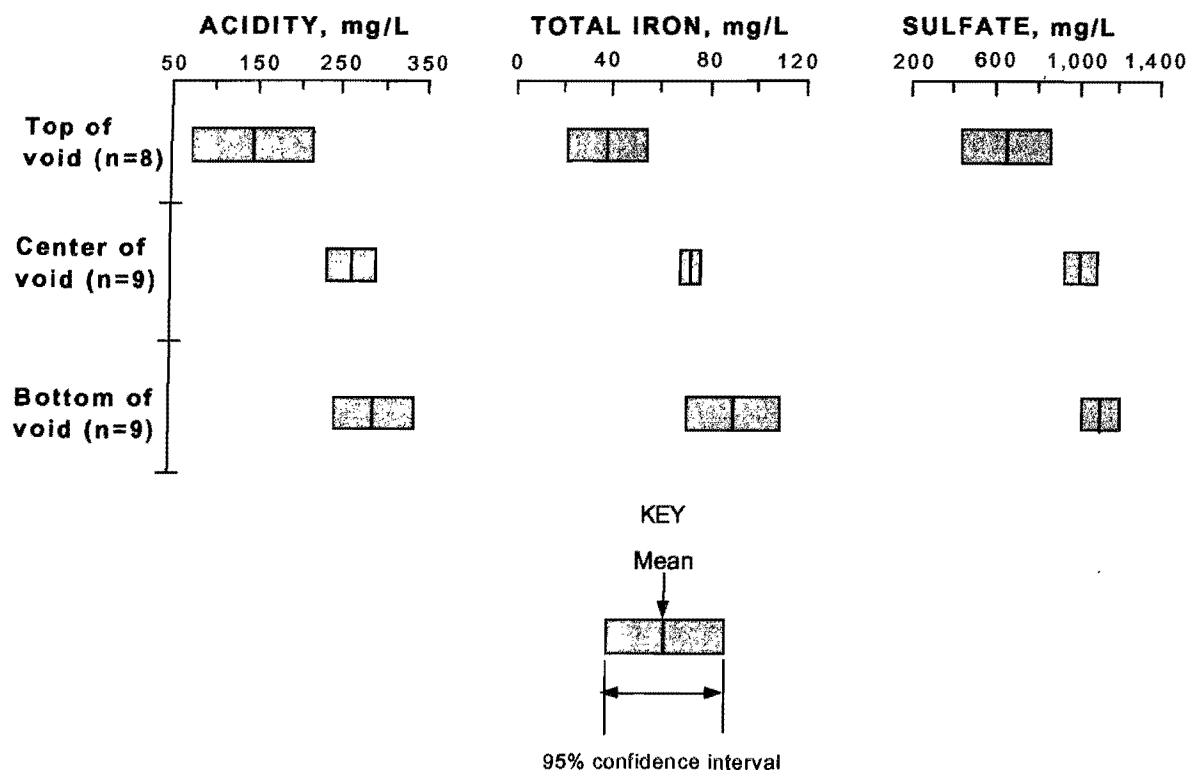 ACIDITY, mg/L
TOTAL IRON, mg/L
SULFATE, mg/L
50 150 250 350
0 40 80 120
200 600 1,000 1,400
Top of
void (n=8)
Center of
void (n=9)
Bottom of
void (n=9)
KEY
Mean
95% confidence interval